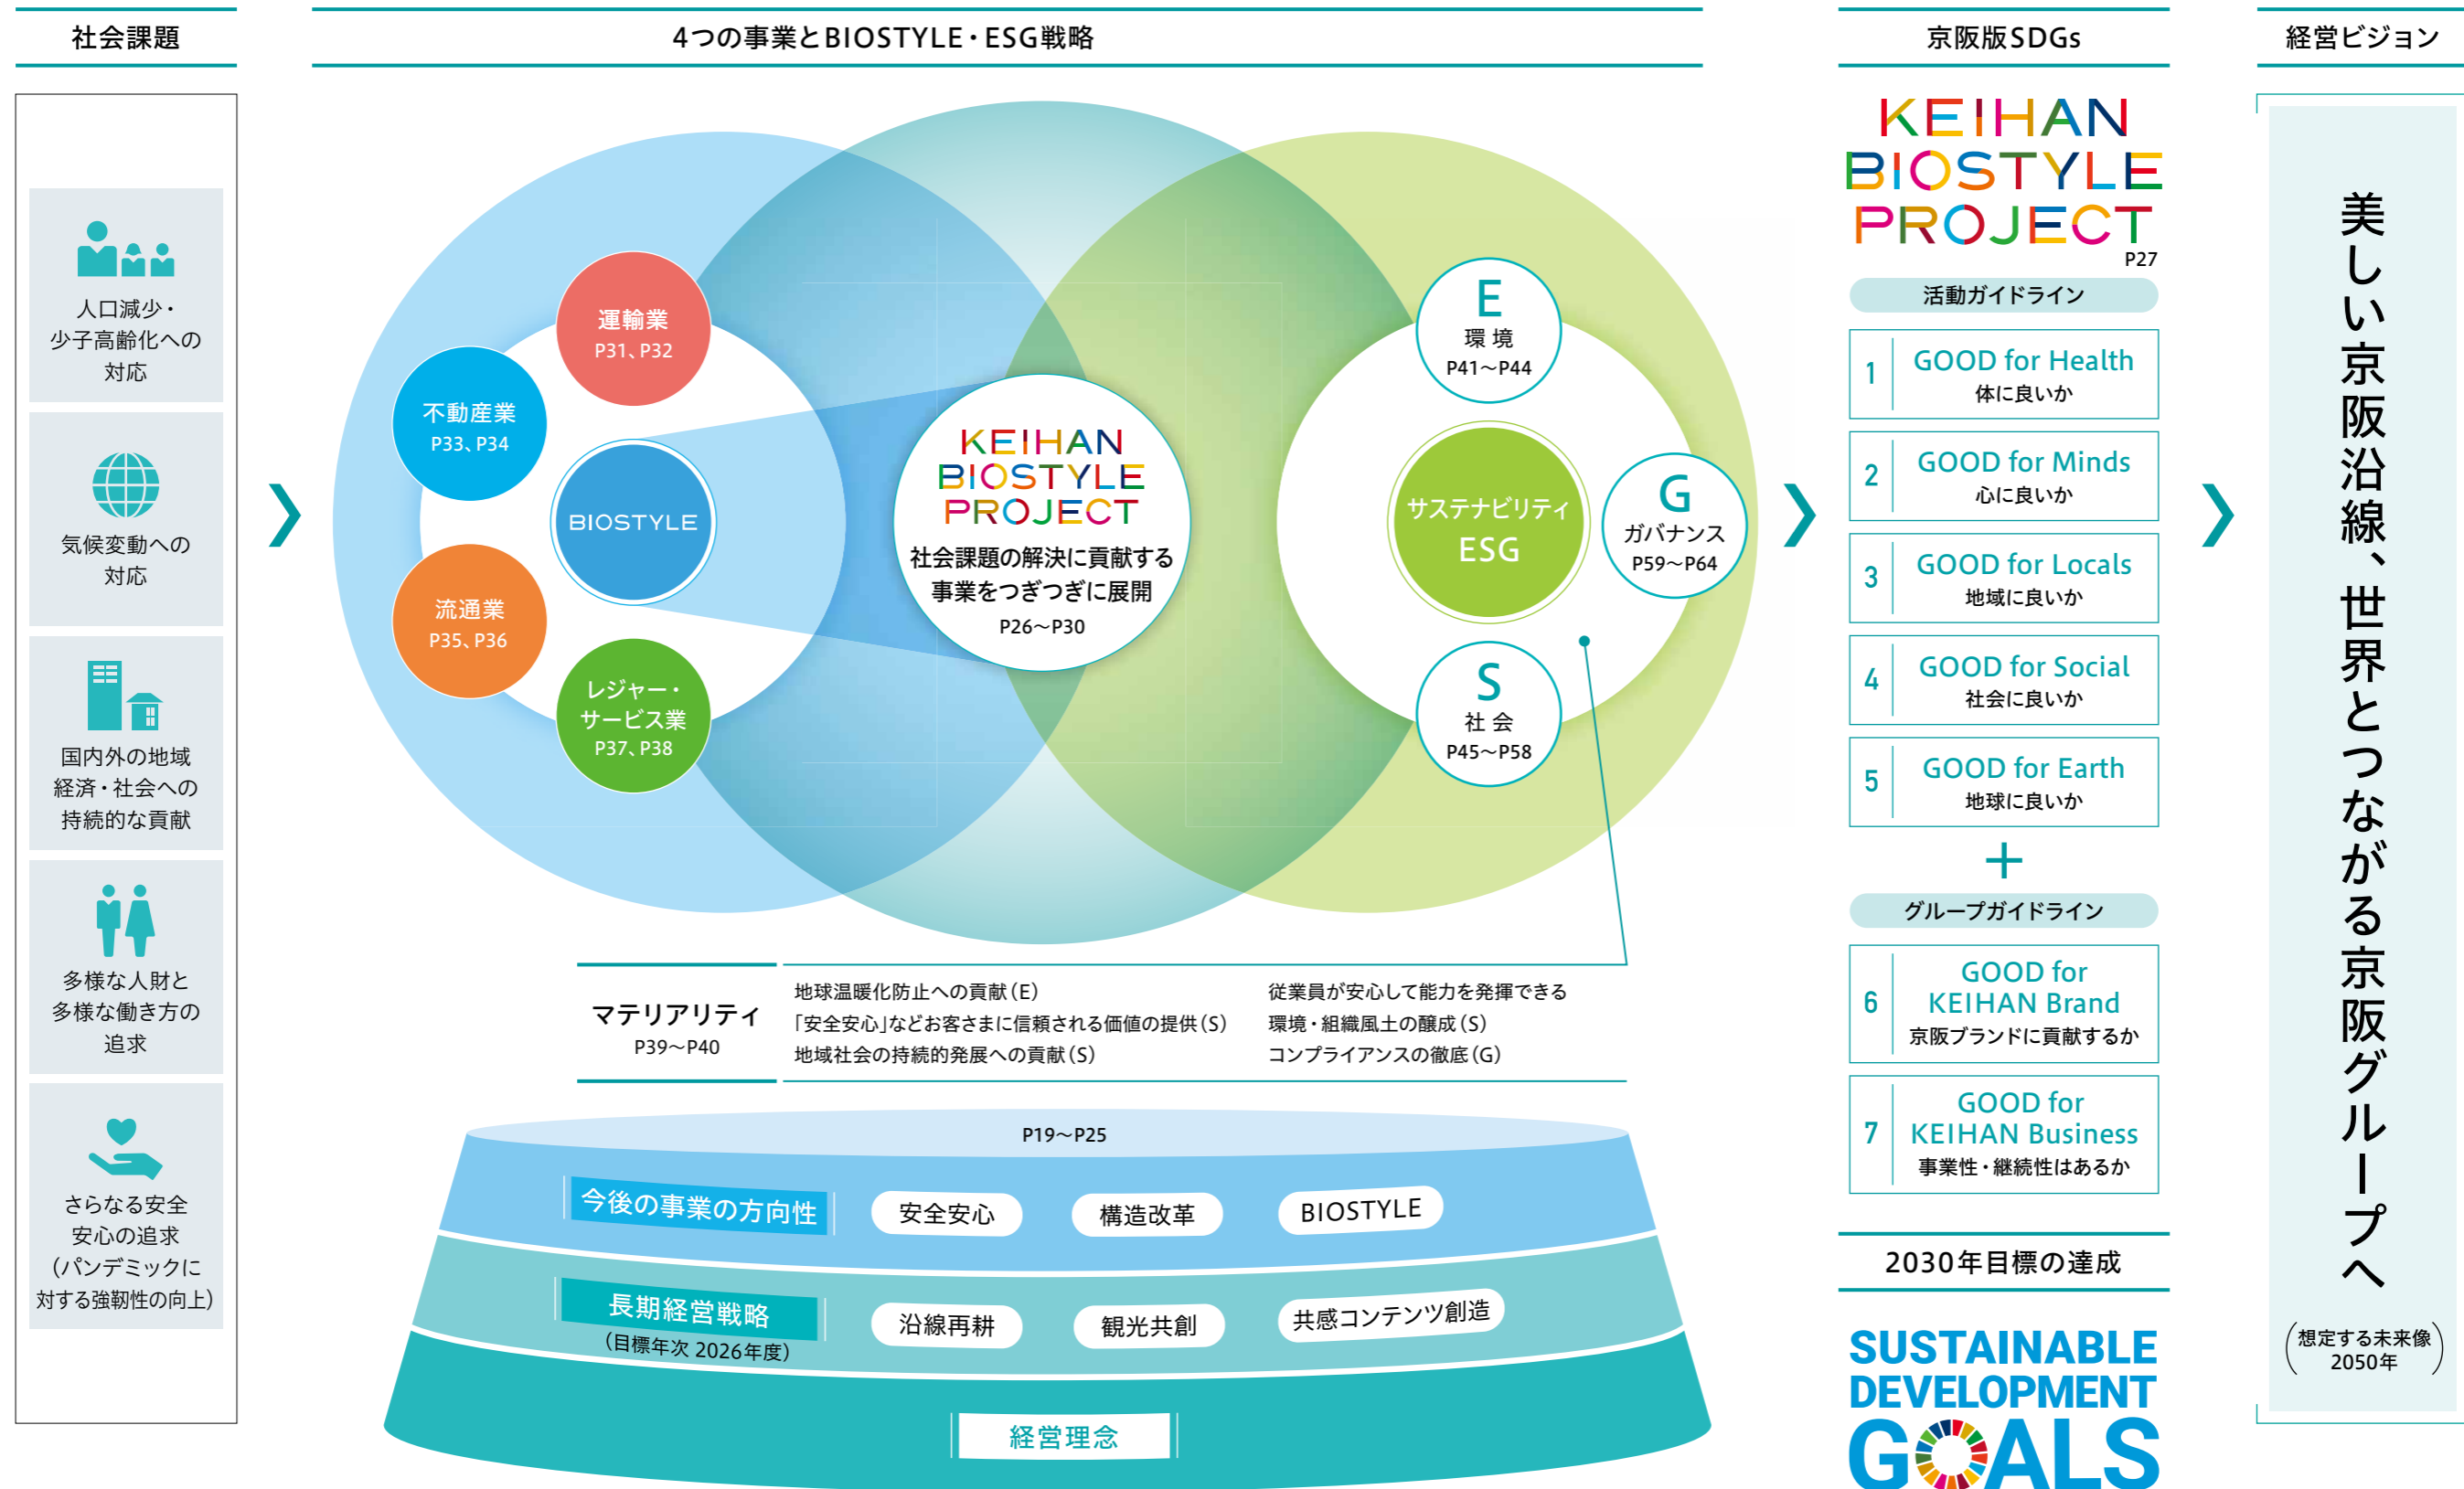 社会課題
人口減少・
少子高齢化への
対応
気候変動への
対応
国内外の地域
経済・社会への
持続的な貢献
多様な人財と
多様な働き方の
追求
さらなる安全
安心の追求
（パンデミックに
対する強靭性の向上）
4つの事業とBIOSTYLE・ESG戦略
運輸業
P31、P32
不動産業
P33、P34
BIOSTYLE
流通業
P35、P36
レジャー・
サービス業
P37、P38
KEIHAN
BIOSTYLE
PROJECT
社会課題の解決に貢献する
事業をつぎつぎに展開
P26～P30
E
環 境
P41～P44
サステナビリティ
ESG
G
ガバナンス
P59～P64
S
社 会
P45～P58
マテリアリティ
P39～P40
地球温暖化防止への貢献（E）
「安全安心」などお客さまに信頼される価値の提供（S）
地域社会の持続的発展への貢献（S）
従業員が安心して能力を発揮できる
環境・組織風土の醸成（S）
コンプライアンスの徹底（G）
P19～P25
今後の事業の方向性
安全安心
構造改革
BIOSTYLE
長期経営戦略
（目標年次 2026年度）
沿線再耕
観光共創
共感コンテンツ創造
経営理念
京阪版SDGs
KEIHAN
BIOSTYLE
PROJECT
P27
活動ガイドライン
1
GOOD for Health
体に良いか
2
GOOD for Minds
心に良いか
3
GOOD for Locals
地域に良いか
4
GOOD for Social
社会に良いか
5
GOOD for Earth
地球に良いか
+
グループガイドライン
6
GOOD for
KEIHAN Brand
京阪ブランドに貢献するか
7
GOOD for
KEIHAN Business
事業性・継続性はあるか
2030年目標の達成
SUSTAINABLE
DEVELOPMENT
GOALS
経営ビジョン
美しい京阪沿線、世界とつながる京阪グループへ
（想定する未来像
2050年）